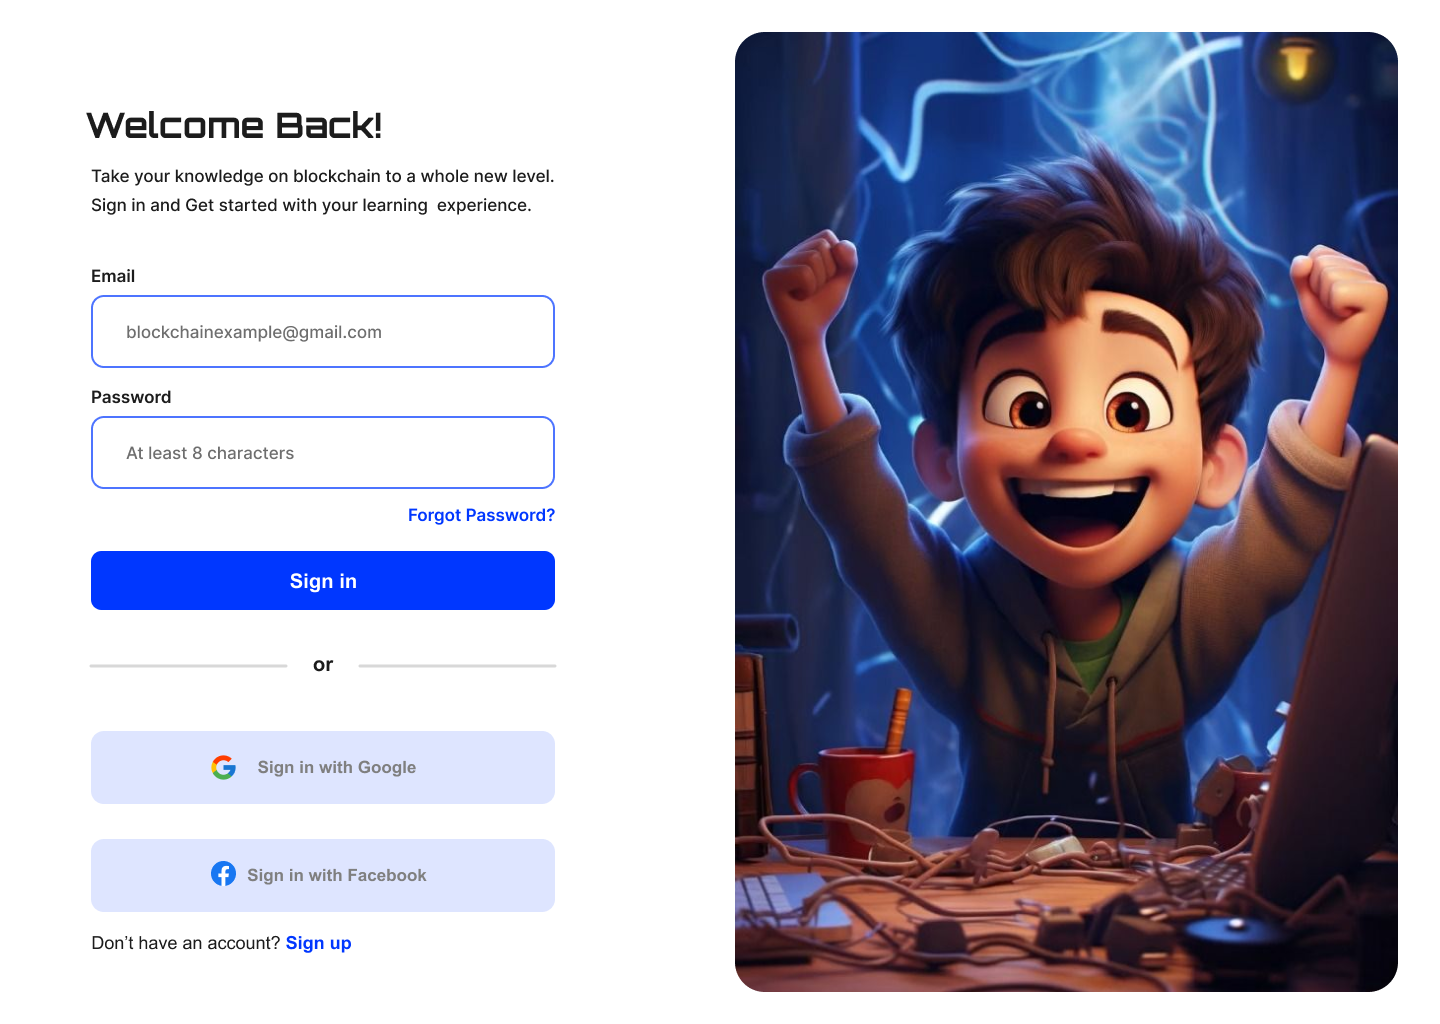 Welcome Back!
Take your knowledge on blockchain to a whole new level.
Sign in and Get started with your learning  experience.
Email
blockchainexample@gmail.com
Password
At least 8 characters
Forgot Password?
Sign in
or
Sign in with Google
Sign in with Facebook
Don't have an account? Sign up